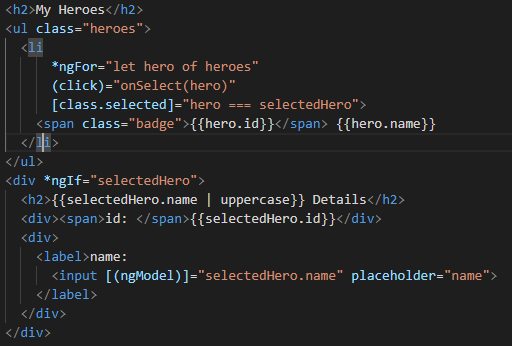 <h2>My Heroes</h2>
<ul class="heroes">
  <li
      *ngFor="let hero of heroes"
      (click)="onSelect(hero)"
      [class.selected]="hero === selectedHero">
    <span class="badge">{{hero.id}}</span> {{hero.name}}
  </li>
</ul>
<div *ngIf="selectedHero">
  <h2>{{selectedHero.name | uppercase}} Details</h2>
  <div><span>id: </span>{{selectedHero.id}}</div>
  <div>
    <label>name:
      <input [(ngModel)]="selectedHero.name" placeholder="name">
    </label>
  </div>
</div>